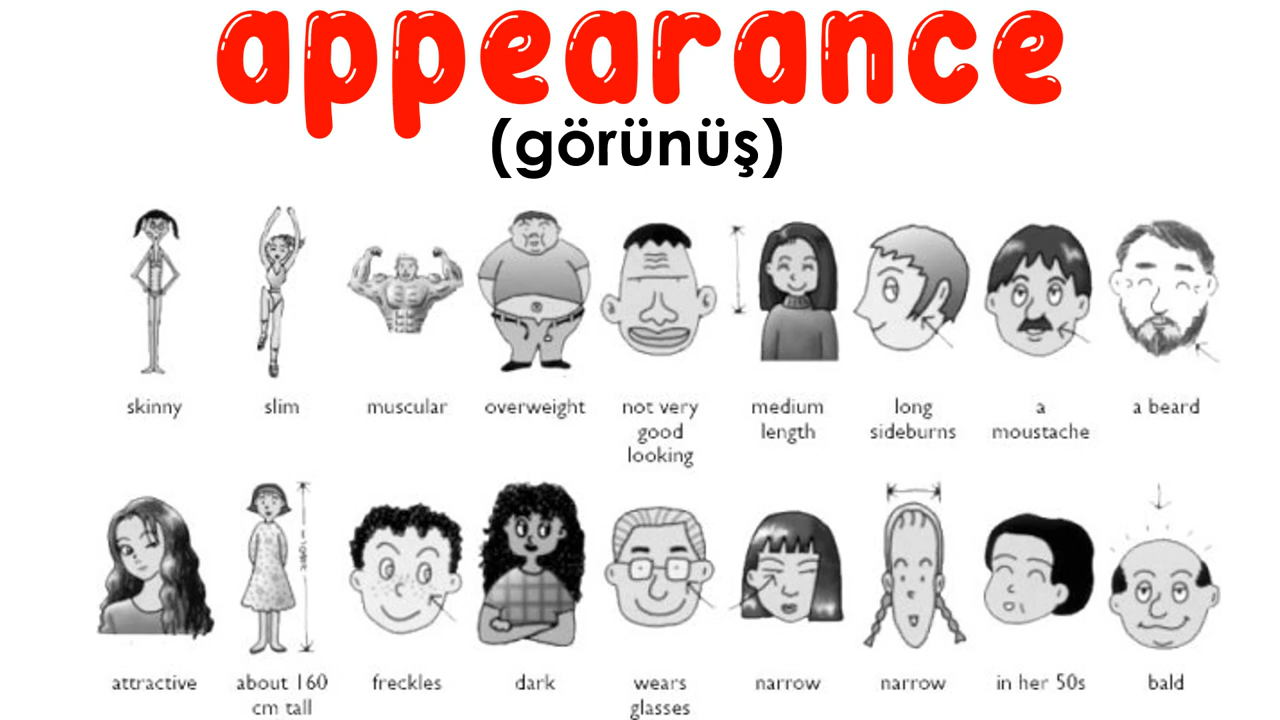 appearance
(görünüş)
skinny
slim
muscular
overweight
not very
good
looking
medium
length
long
sideburns
a
moustache
a beard
attractive
about 160
cm tall
freckles
dark
wears
glasses
narrow
narrow
in her 50s
bald